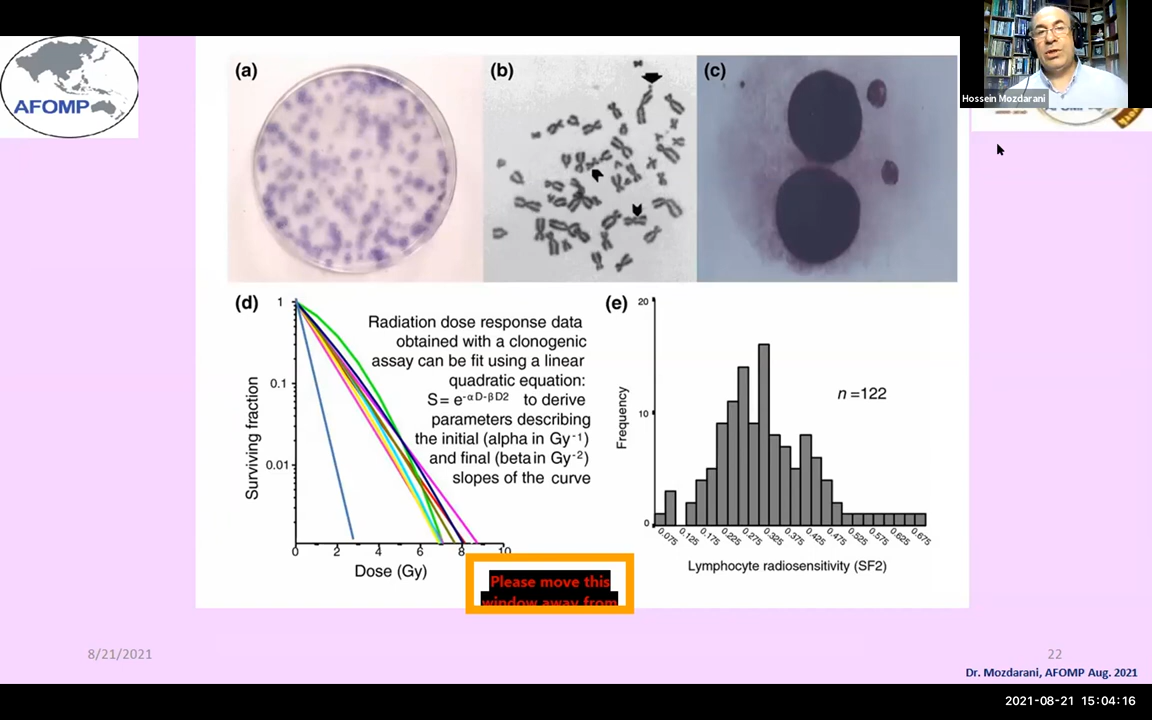 AFOMP
Hossein Mozdarani
(a)
(b)
(c)
(d)
1
0.1
0.01
Surviving fraction
0
2
4
6
8
10
Dose (Gy)
Radiation dose response data
obtained with a clonogenic
assay can be fit using a linear
quadratic equation:
S= e-αD-βD2 to derive
parameters describing
the initial (alpha in Gy-1)
and final (beta in Gy-2)
slopes of the curve
(e)
20
10
0
Frequency
n=122
0.075
0.125
0.175
0.225
0.275
0.325
0.375
0.425
0.475
0.525
0.575
0.625
0.675
Lymphocyte radiosensitivity (SF2)
Please move this
window away from
8/21/2021
22
Dr. Mozdarani, AFOMP Aug. 2021
2021-08-21 15:04:16